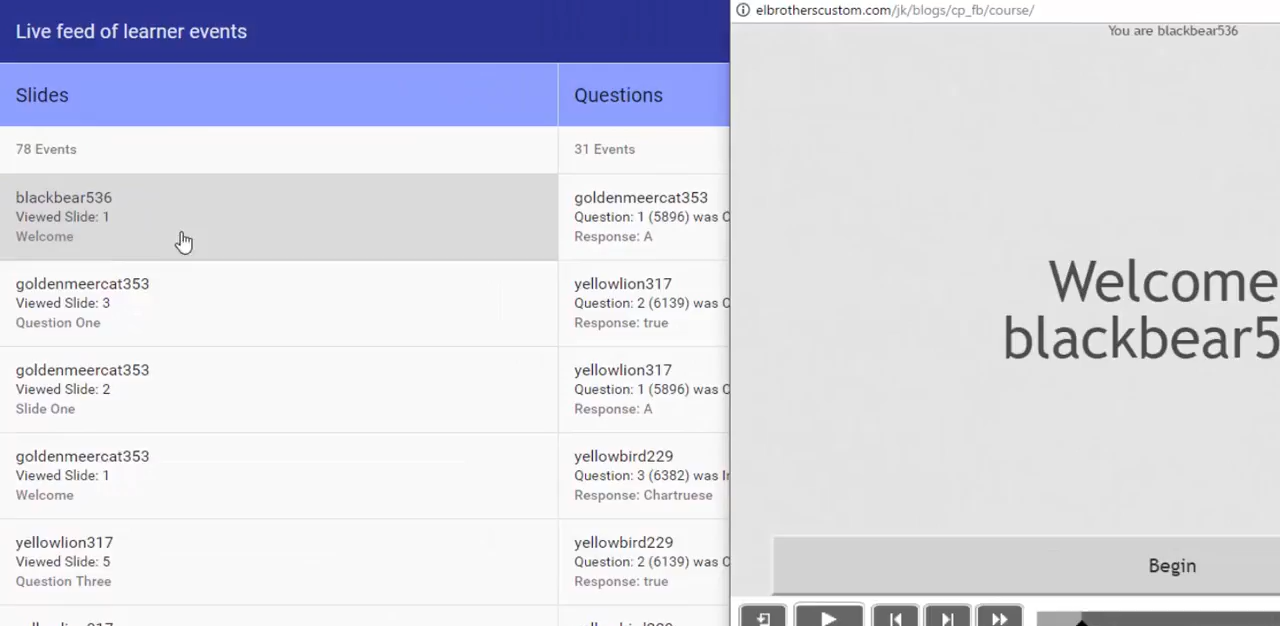 Live feed of learner events
Slides
78 Events
blackbear536
Viewed Slide: 1
Welcome
goldenmeercat353
Viewed Slide: 3
Question One
goldenmeercat353
Viewed Slide: 2
Slide One
goldenmeercat353
Viewed Slide: 1
Welcome
yellowlion317
Viewed Slide: 5
Question Three
Questions
31 Events
goldenmeercat353
Question: 1 (5896) was
Response: A
yellowlion317
Question: 2 (6139) was
Response: true
yellowlion317
Question: 1 (5896) was
Response: A
yellowbird229
Question: 3 (6382) was
Response: Chartruese
yellowbird229
Question: 2 (6139) was
Response: true
elbrotherscustom.com/jk/blogs/cp_fb/course/
You are blackbear536
Welcome
blackbear5
Begin